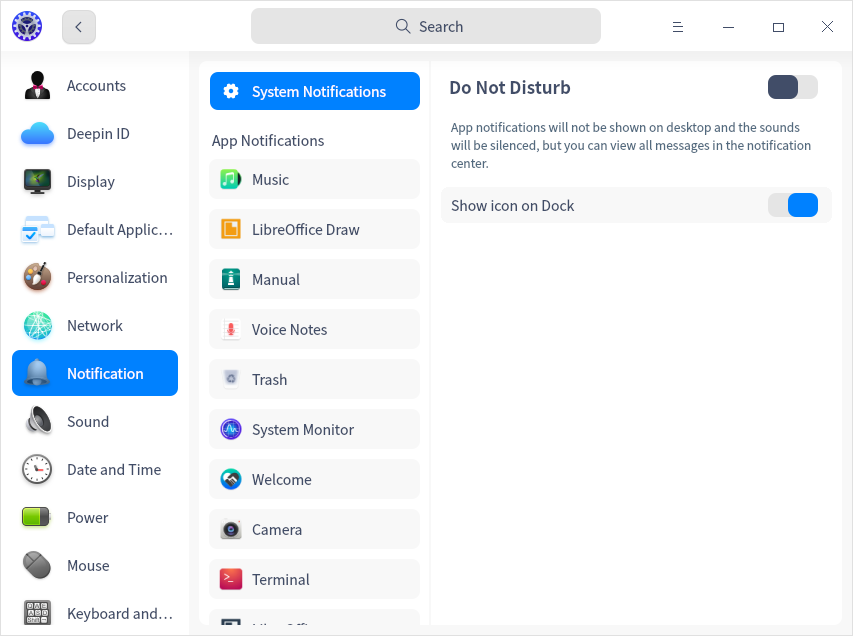 Search
Accounts
Deepin ID
Display
Default Applic...
Personalization
Network
Notification
Sound
Date and Time
Power
Mouse
Keyboard and...
System Notifications
App Notifications
Music
LibreOffice Draw
Manual
Voice Notes
Trash
System Monitor
Welcome
Camera
Terminal
Do Not Disturb
App notifications will not be shown on desktop and the sounds
will be silenced, but you can view all messages in the notification
center.
Show icon on Dock